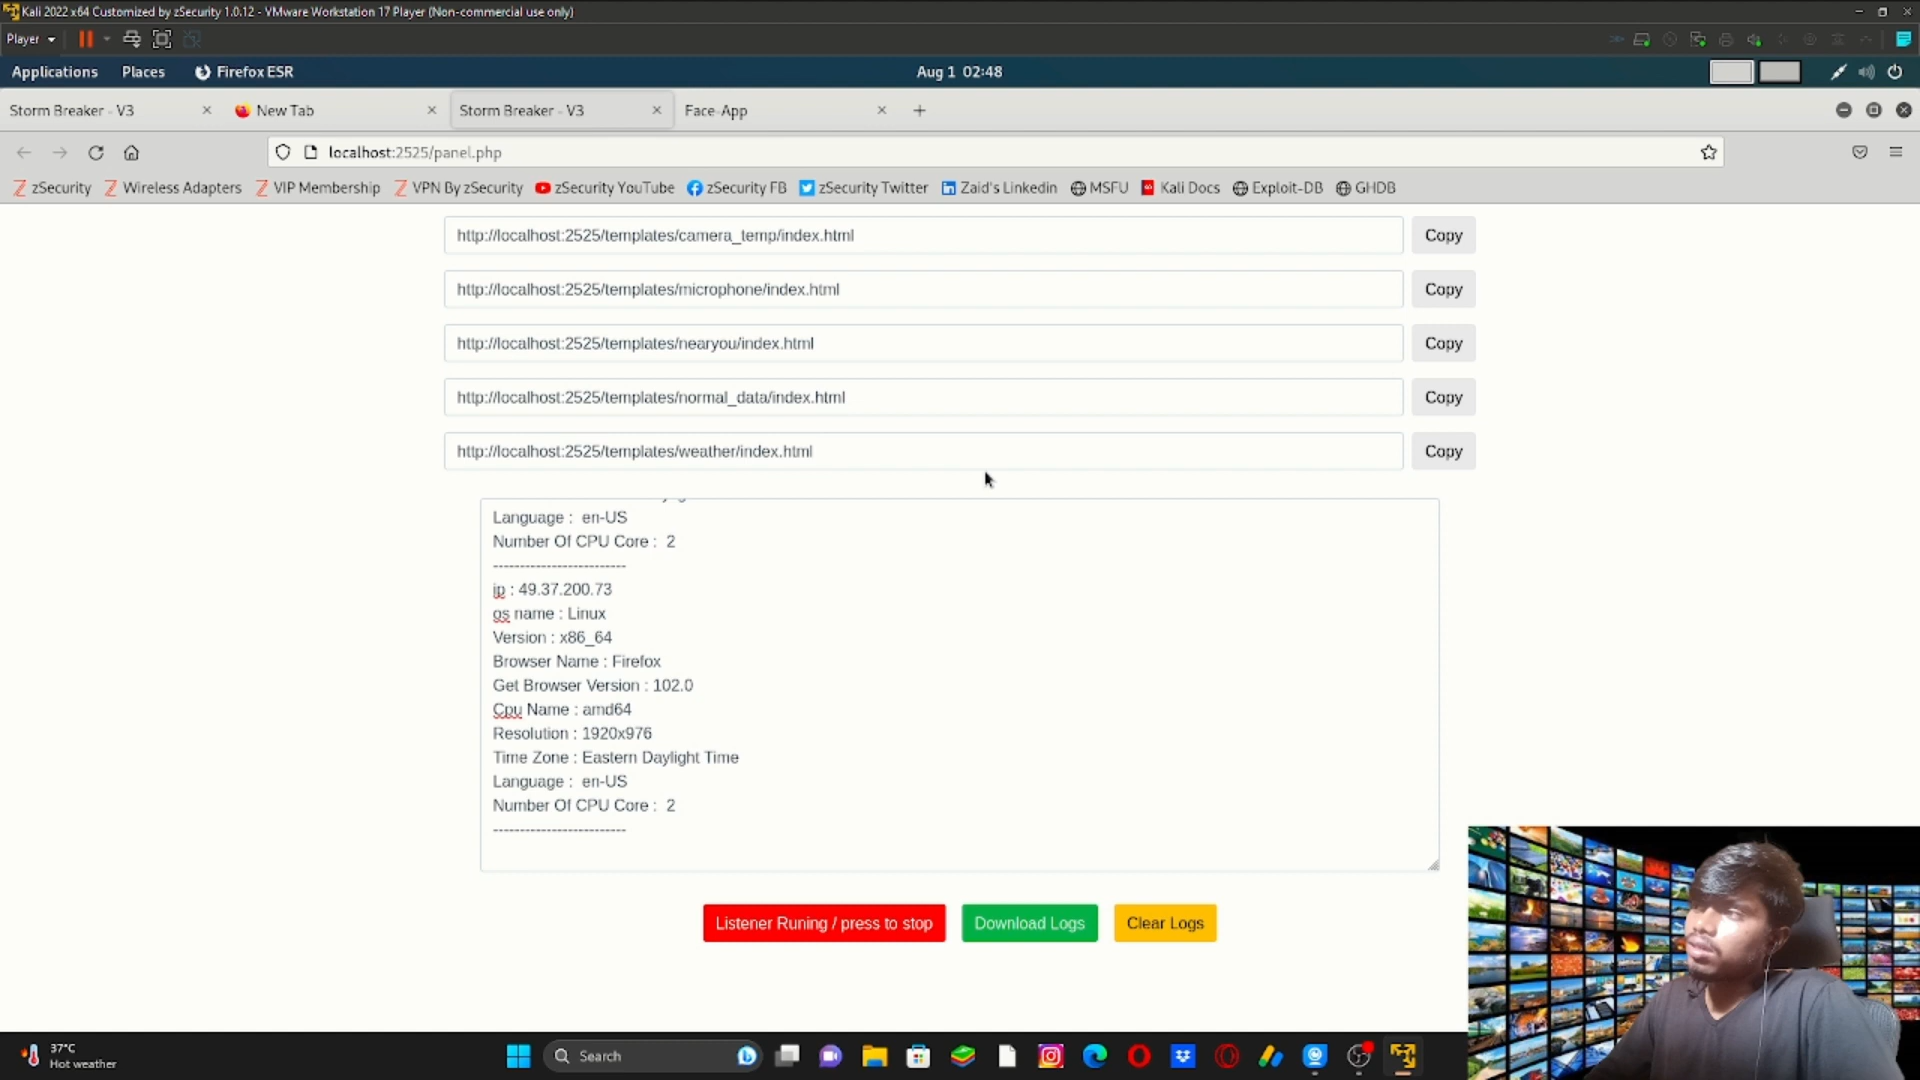 Kali 2022 x64 Customized by zSecurity 1.0.12 - VMware Workstation 17 Player (Non-commercial use only)
Player
Applications Places Firefox ESR Aug 1 02:48
Storm Breaker - V3 New Tab Storm Breaker - V3 Face-App
localhost:2525/panel.php
zSecurity Wireless Adapters VIP Membership VPN By zSecurity zSecurity YouTube zSecurity FB zSecurity Twitter Zaid's Linkedin MSFU Kali Docs Exploit-DB GHDB
http://localhost:2525/templates/camera_temp/index.html Copy
http://localhost:2525/templates/microphone/index.html Copy
http://localhost:2525/templates/nearyou/index.html Copy
http://localhost:2525/templates/normal_data/index.html Copy
http://localhost:2525/templates/weather/index.html Copy
Language : en-US
Number Of CPU Core : 2
-------------------------
ip : 49.37.200.73
os name : Linux
Version : x86_64
Browser Name : Firefox
Get Browser Version : 102.0
Cpu Name : amd64
Resolution : 1920x976
Time Zone : Eastern Daylight Time
Language : en-US
Number Of CPU Core : 2
-------------------------
Listener Runing / press to stop Download Logs Clear Logs
37°C
Hot weather
Search